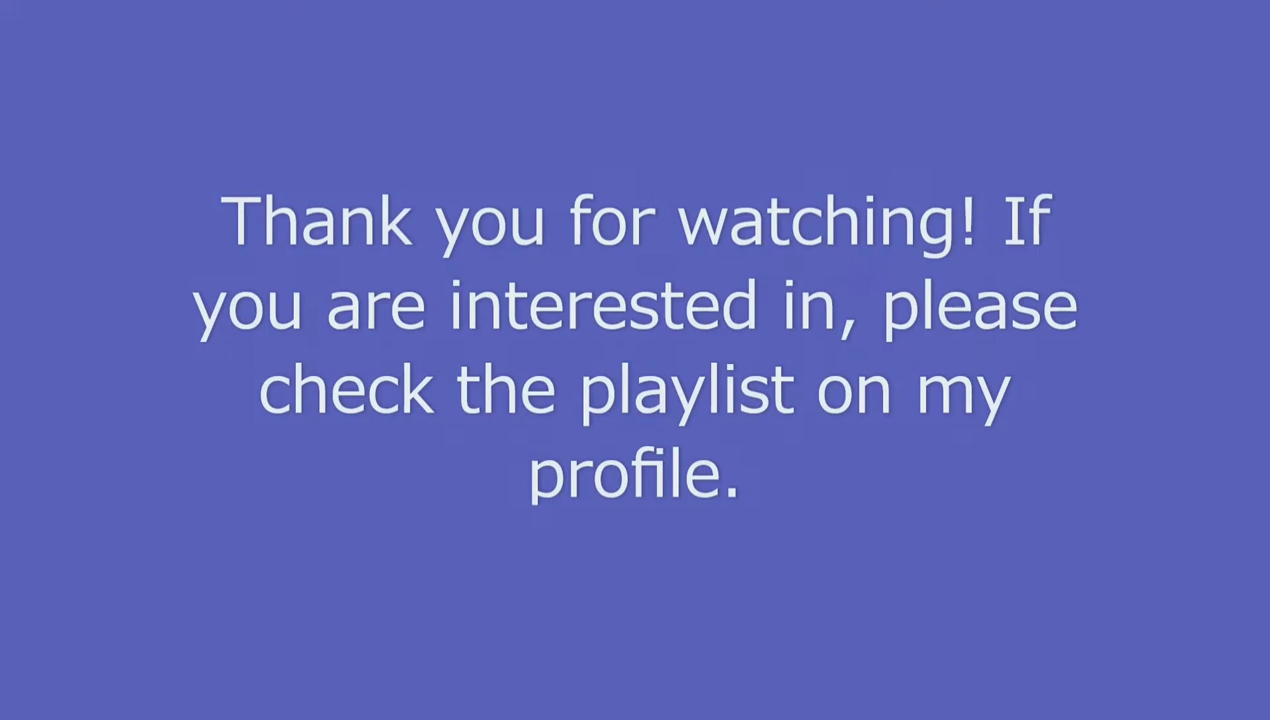 Thank you for watching! If
you are interested in, please
check the playlist on my
profile.